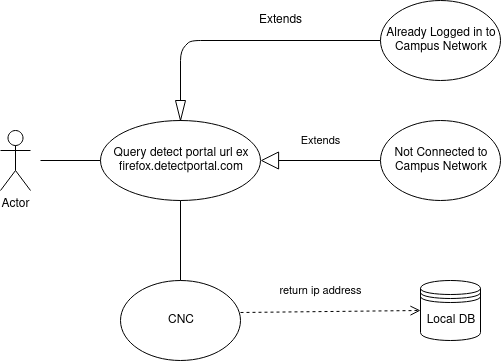 Extends
Already Logged in to
Campus Network
Query detect portal url ex
firefox.detectportal.com
Extends
Not Connected to
Campus Network
Actor
CNC
return ip address
Local DB